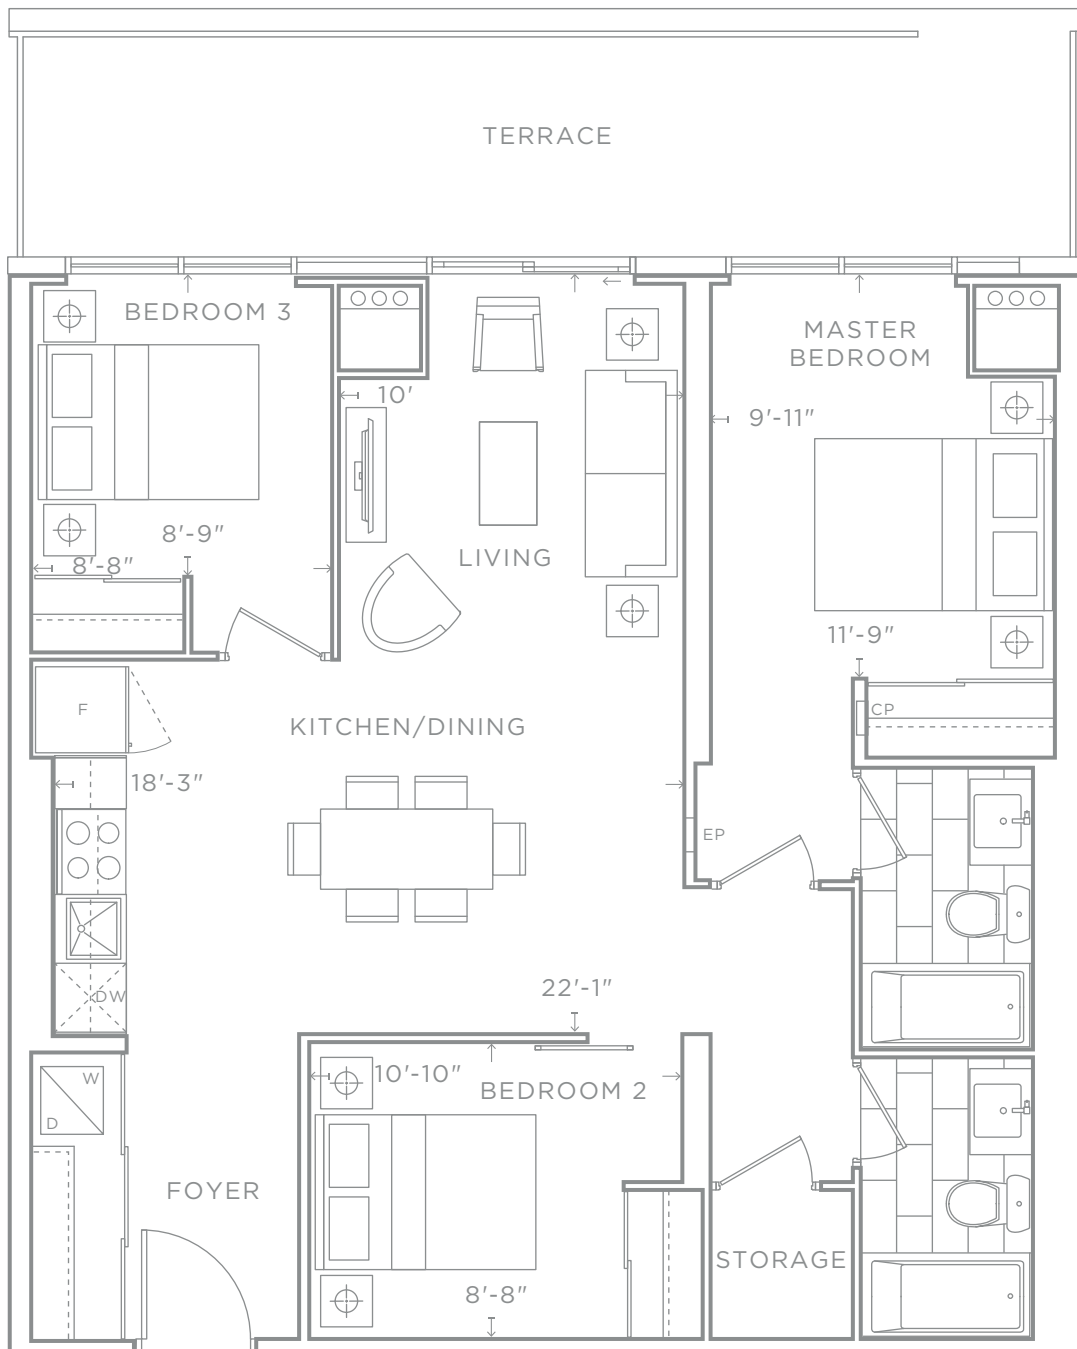 TERRACE
BEDROOM 3
MASTER
BEDROOM
10'
9'-11"
8'-9"
8'-8"
LIVING
11'-9"
F
CP
KITCHEN/DINING
18'-3"
EP
22'-1"
DW
10'-10"
W
BEDROOM 2
D
FOYER
STORAGE
8'-8"